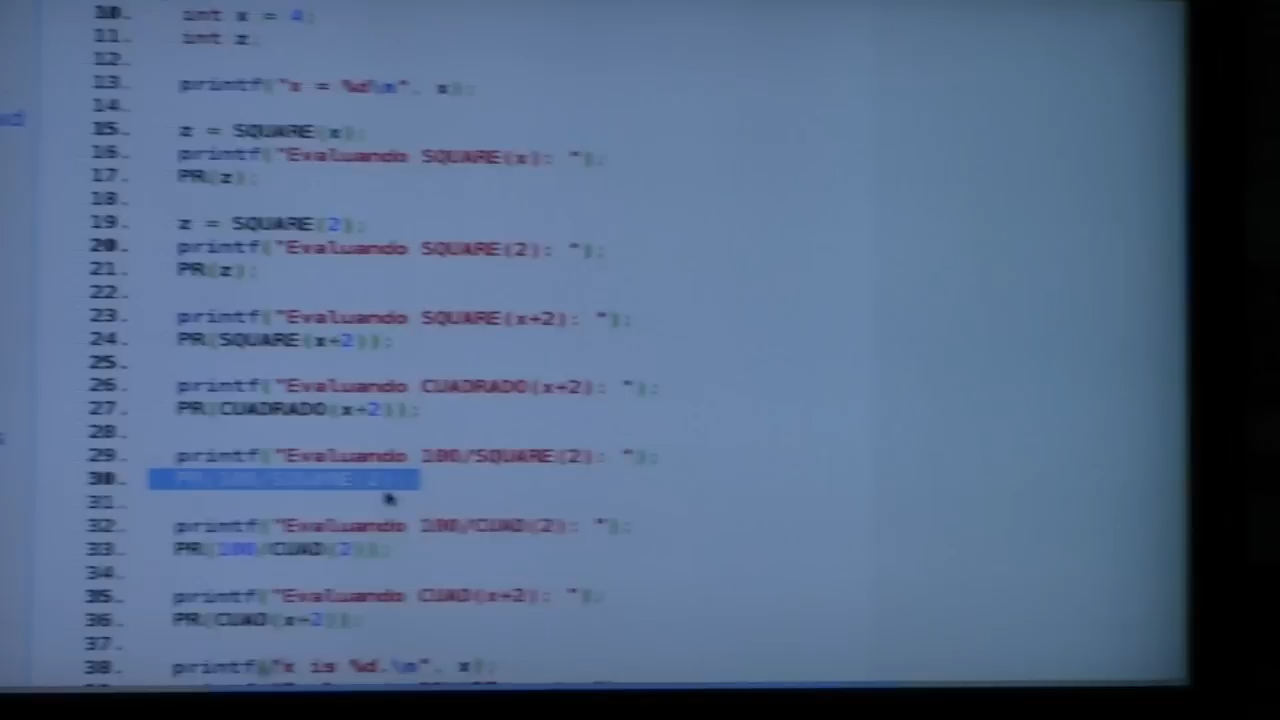 10. int x = 4;
11. int z;
12.
13. printf("x = %d\n", x);
14.
15. z = SQUARE(x);
16. printf("Evaluando SQUARE(x): ");
17. PR(z);
18.
19. z = SQUARE(2);
20. printf("Evaluando SQUARE(2): ");
21. PR(z);
22.
23. printf("Evaluando SQUARE(x+2): ");
24. PR(SQUARE(x+2));
25.
26. printf("Evaluando CUADRADO(x+2): ");
27. PR(CUADRADO(x+2));
28.
29. printf("Evaluando 100/SQUARE(2): ");
30. PR(100/SQUARE(2));
31.
32. printf("Evaluando 100/CUAD(2): ");
33. PR(100/CUAD(2));
34.
35. printf("Evaluando CUAD(x+2): ");
36. PR(CUAD(x+2));
37.
38. printf("x is %d.\n", x);